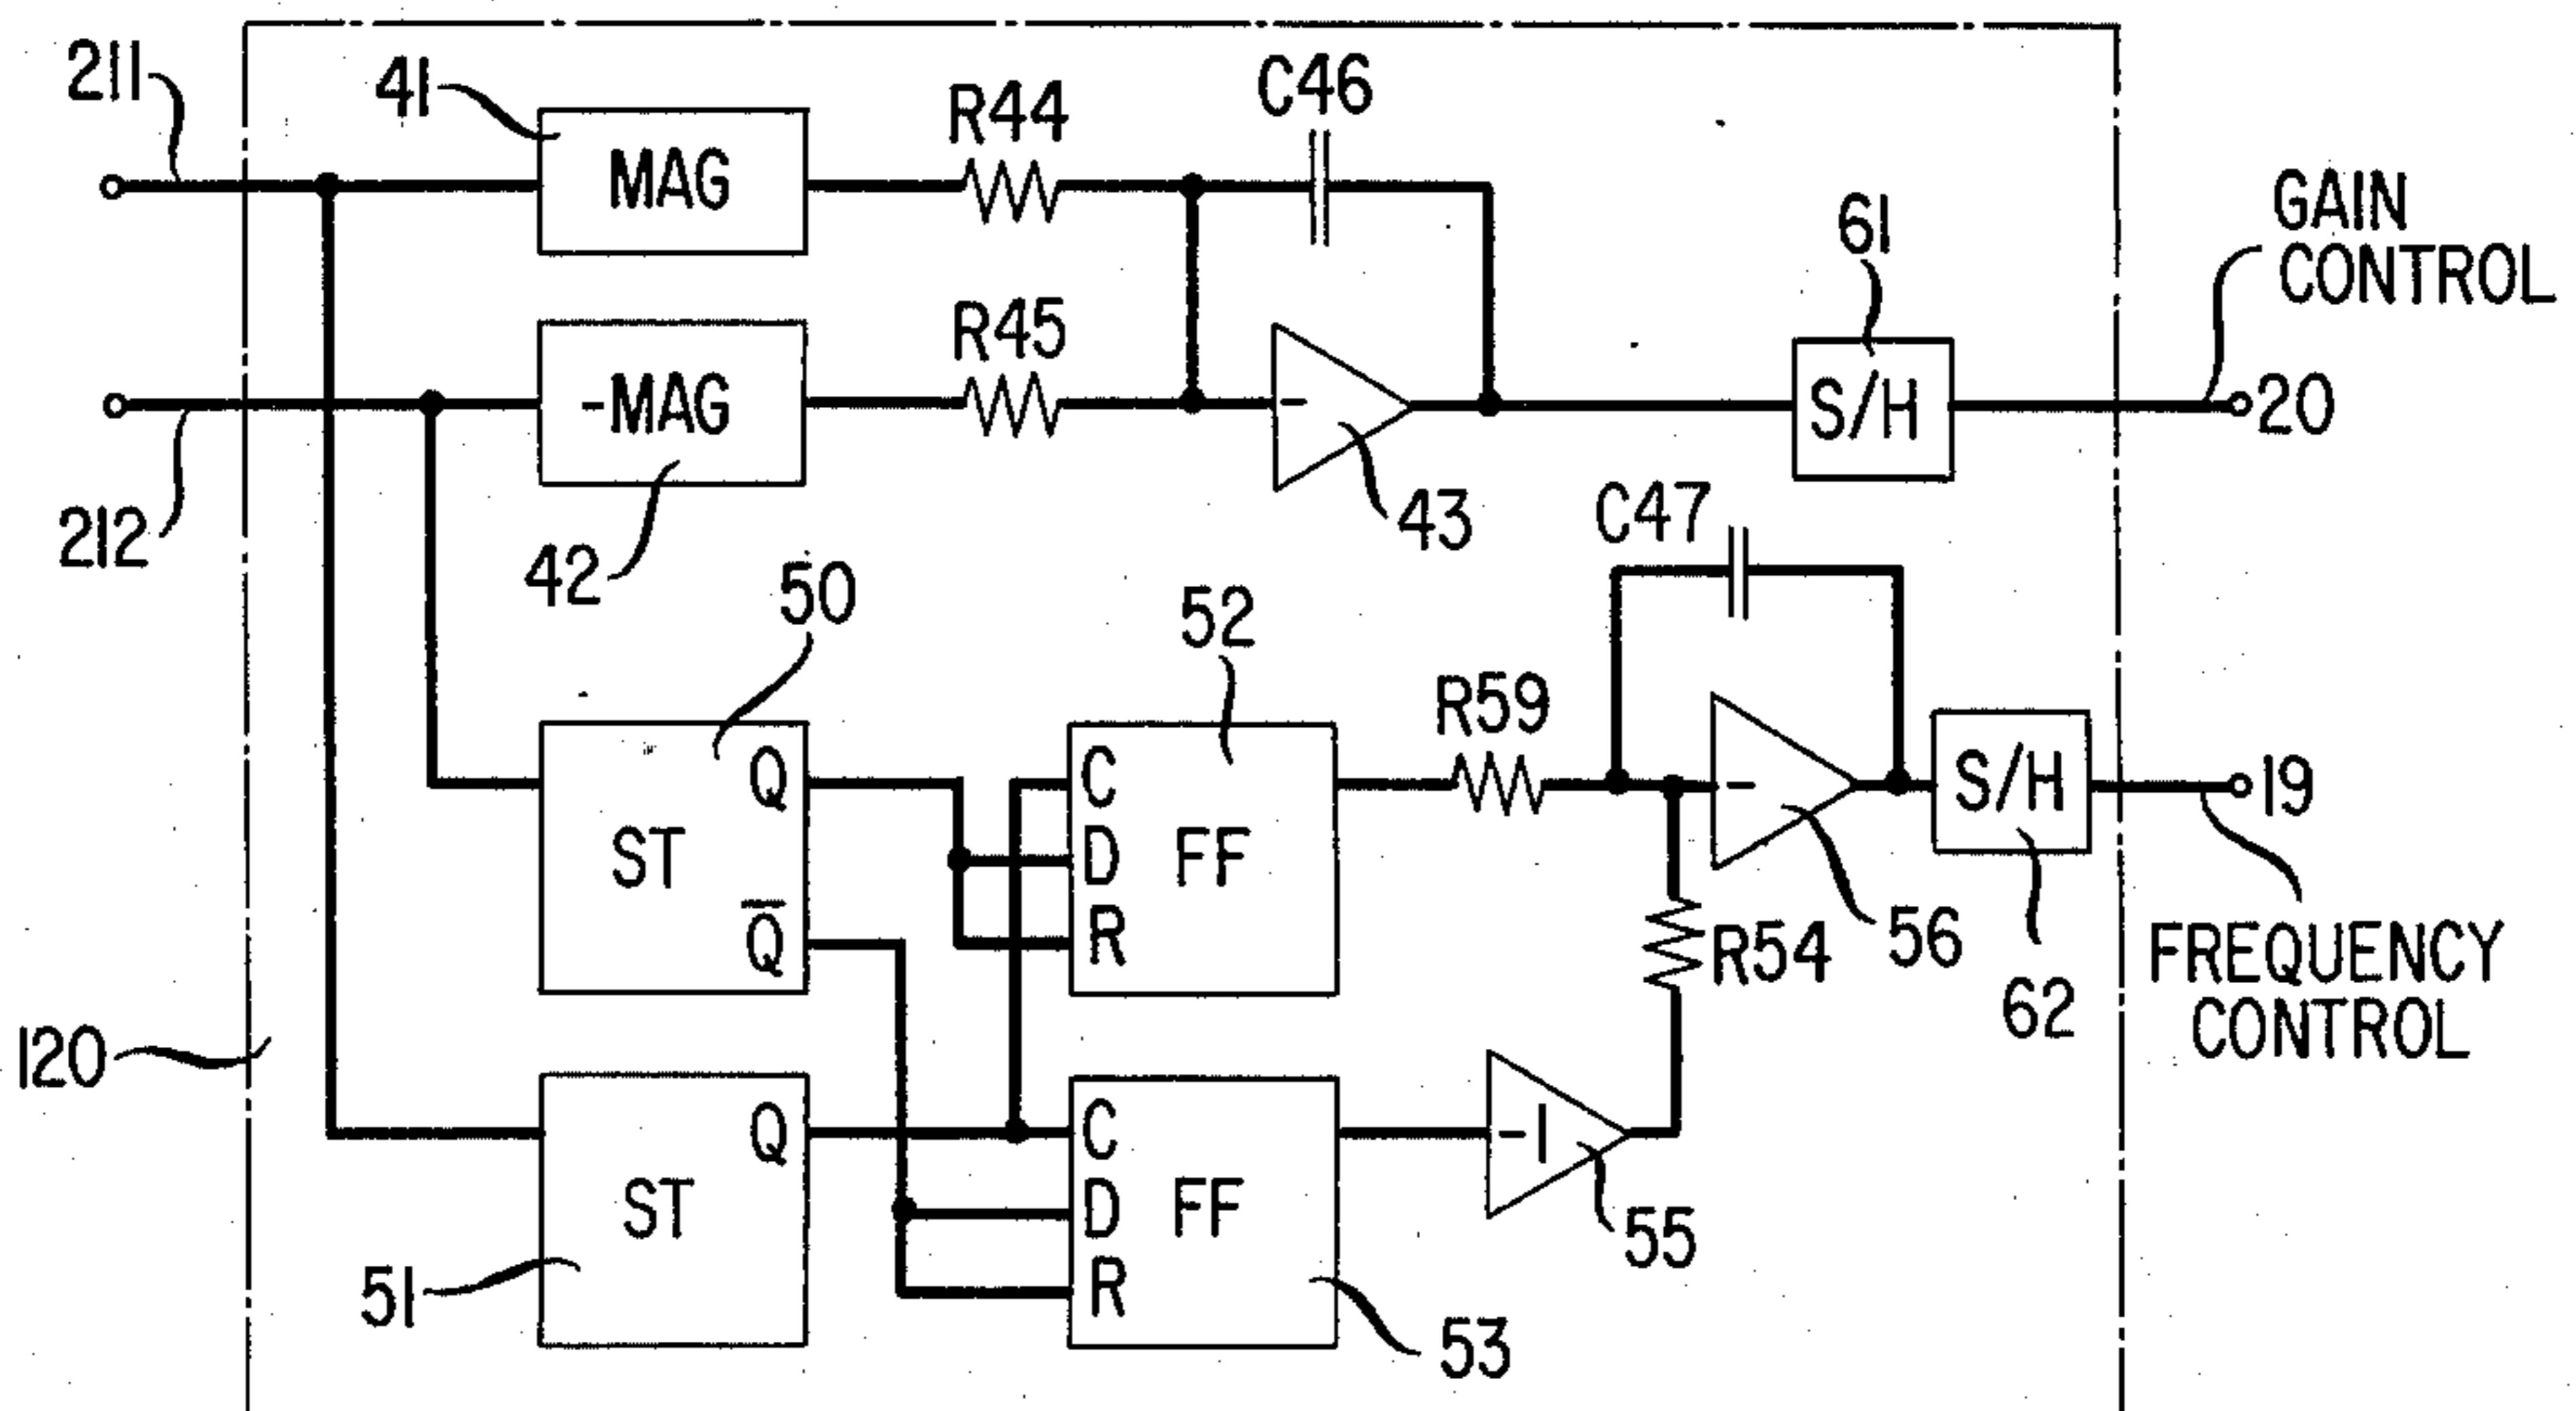 211
41
MAG
R44
C46
GAIN
CONTROL
61
S/H
20
212
-MAG
42
R45
-
43
C47
50
ST
Q
Q̅
52
C
D
R
FF
R59
-
56
S/H
62
19
FREQUENCY
CONTROL
R54
120
51
ST
Q
C
D
R
FF
53
-1
55